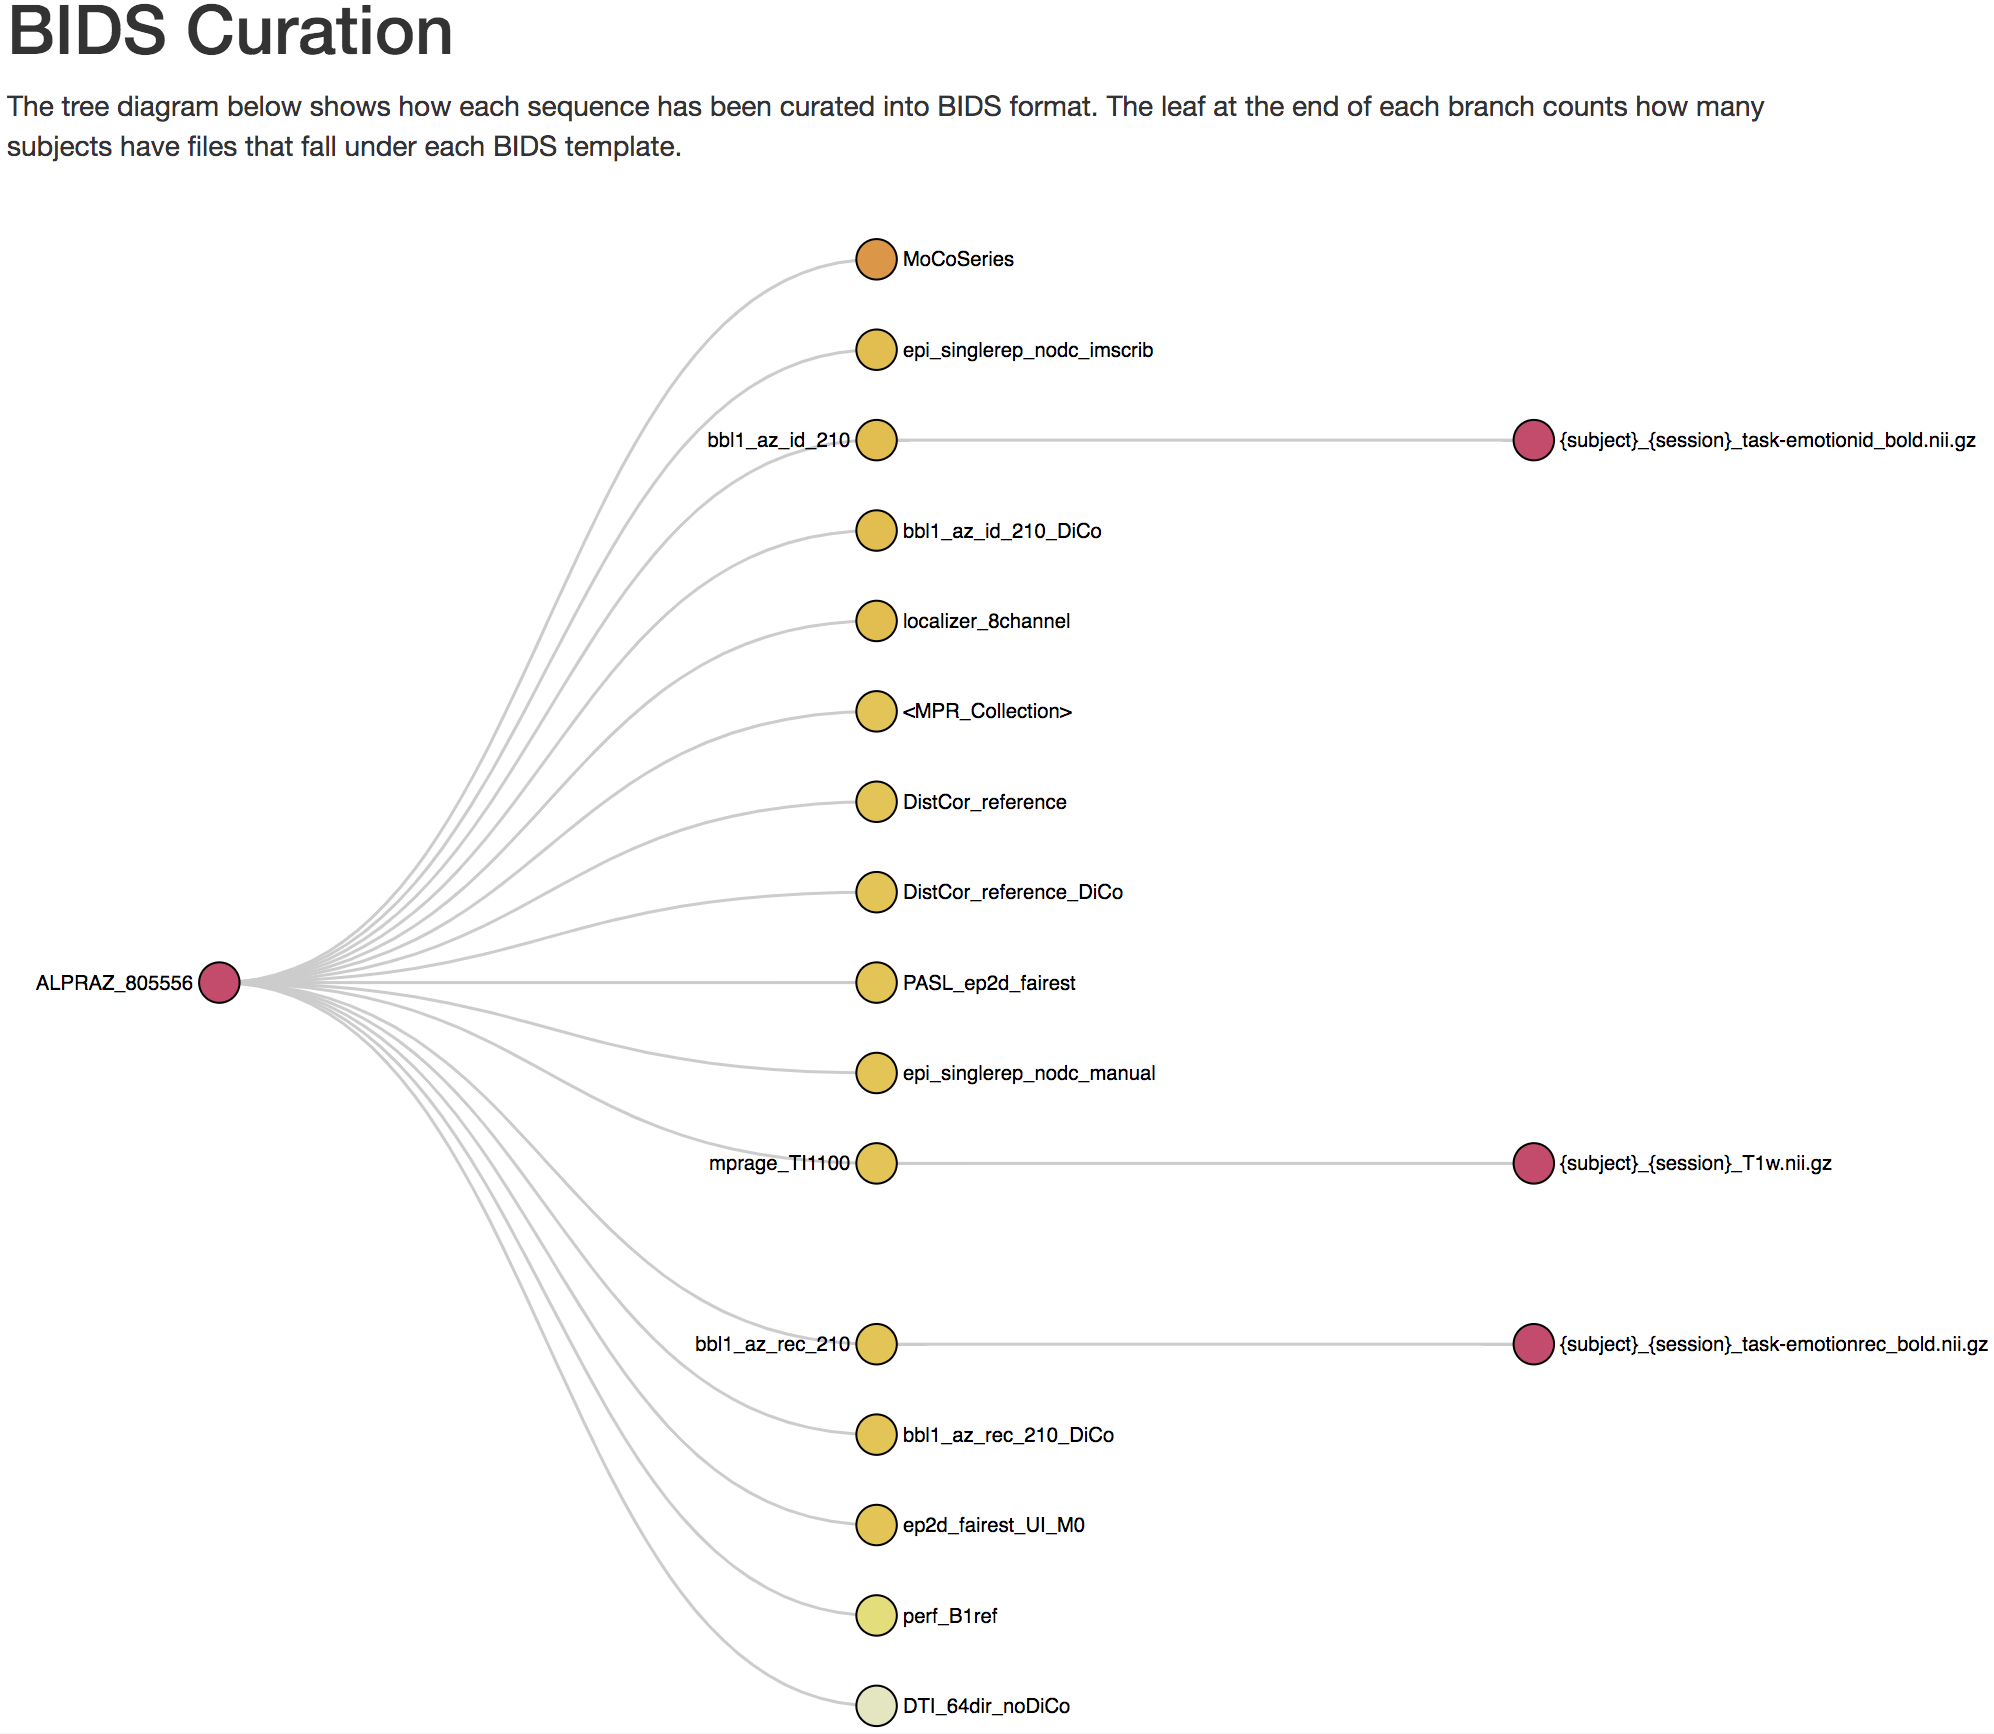 BIDS Curation
The tree diagram below shows how each sequence has been curated into BIDS format. The leaf at the end of each branch counts how many
subjects have files that fall under each BIDS template.
MoCoSeries
epi_singlerep_nodc_imscrib
bbl1_az_id_210
{subject}_{session}_task-emotionid_bold.nii.gz
bbl1_az_id_210_DiCo
localizer_8channel
<MPR_Collection>
DistCor_reference
DistCor_reference_DiCo
ALPRAZ_805556
PASL_ep2d_fairest
epi_singlerep_nodc_manual
mprage_TI1100
{subject}_{session}_T1w.nii.gz
bbl1_az_rec_210
{subject}_{session}_task-emotionrec_bold.nii.gz
bbl1_az_rec_210_DiCo
ep2d_fairest_UI_M0
perf_B1ref
DTI_64dir_noDiCo